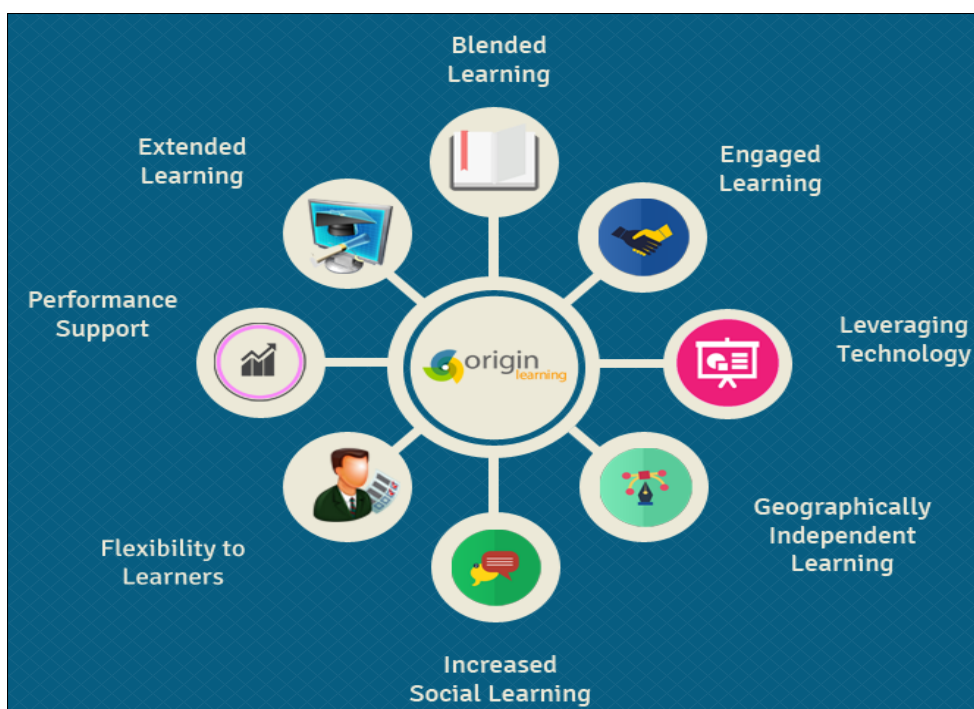 Blended
Learning
Extended
Learning
Engaged
Learning
Performance
Support
Leveraging
Technology
origin
learning
Geographically
Independent
Learning
Flexibility to
Learners
Increased
Social Learning